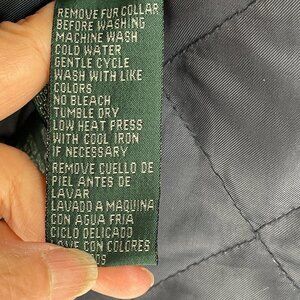 REMOVE FUR COLLAR
BEFORE WASHING
MACHINE WASH
COLD WATER
GENTLE CYCLE
WASH WITH LIKE
COLORS
NO BLEACH
TUMBLE DRY
LOW HEAT PRESS
WITH COOL IRON
IF NECESSARY
REMOVE CUELLO DE
PIEL ANTES DE
LAVAR
LAVADO A MAQUINA
CON AGUA FRIA
CICLO DELICADO
CON COLORES